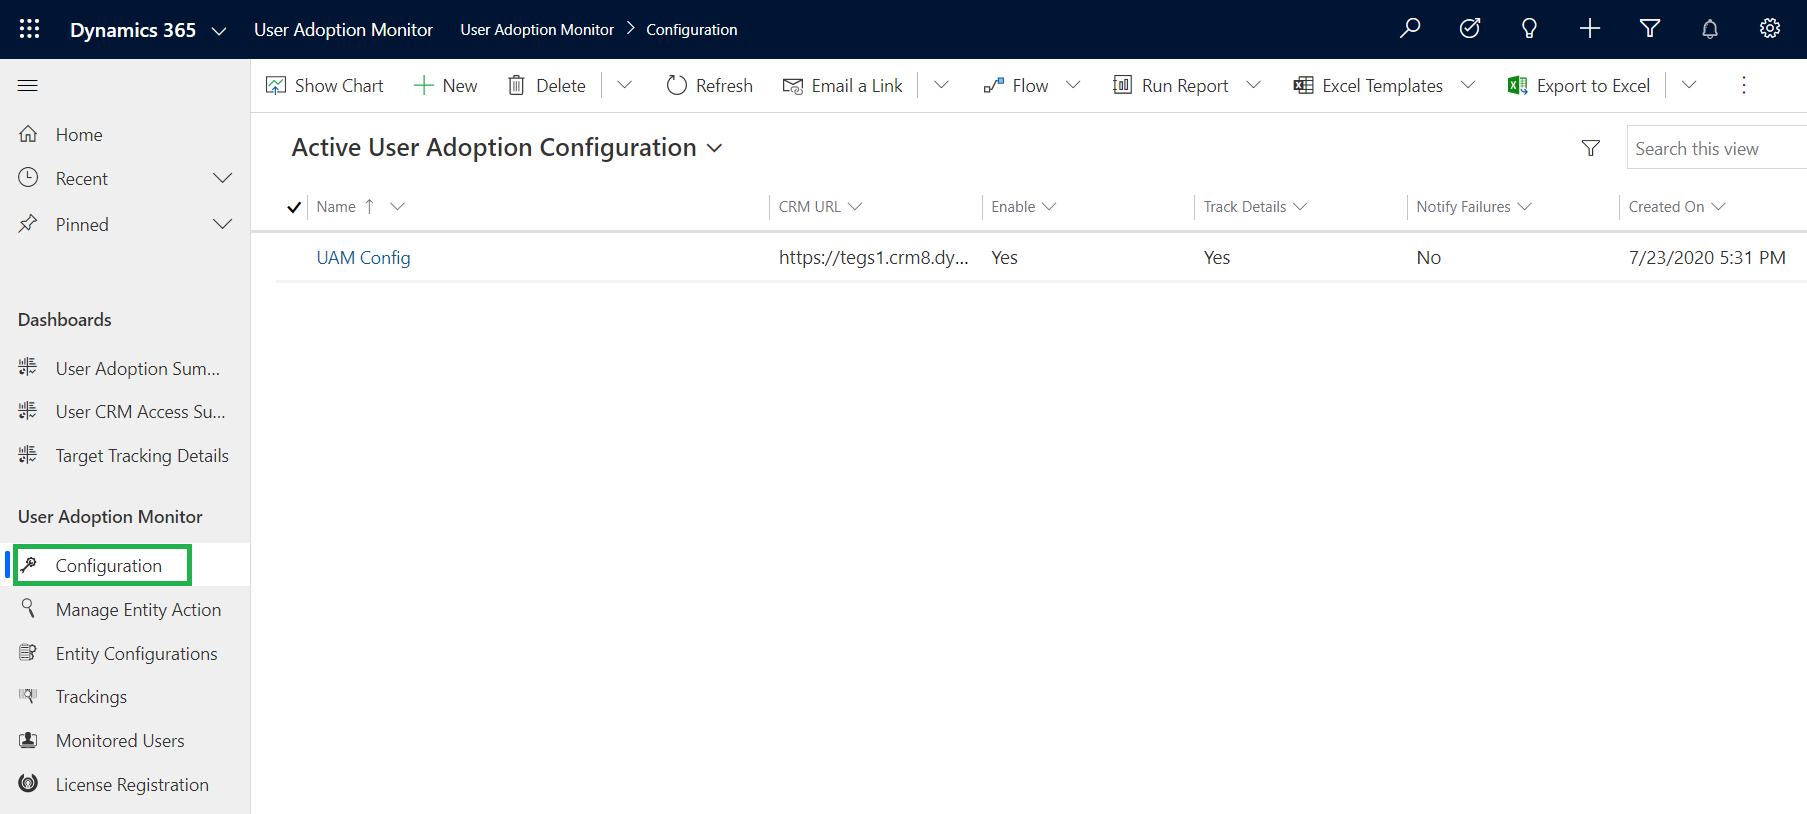 Dynamics 365 User Adoption Monitor User Adoption Monitor > Configuration
Show Chart New Delete Refresh Email a Link Flow Run Report Excel Templates Export to Excel
Home
Recent
Pinned
Dashboards
User Adoption Sum...
User CRM Access Su...
Target Tracking Details
User Adoption Monitor
Configuration
Manage Entity Action
Entity Configurations
Trackings
Monitored Users
License Registration
Active User Adoption Configuration
Search this view
Name ↑ CRM URL Enable Track Details Notify Failures Created On
UAM Config https://tegs1.crm8.dy... Yes Yes No 7/23/2020 5:31 PM